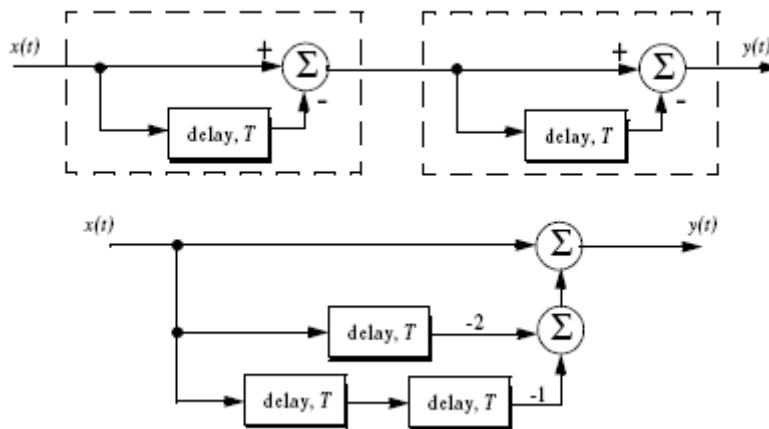 x(t) + Σ + Σ y(t)
- -
delay, T delay, T
x(t) y(t)
Σ
delay, T -2 Σ
delay, T delay, T -1